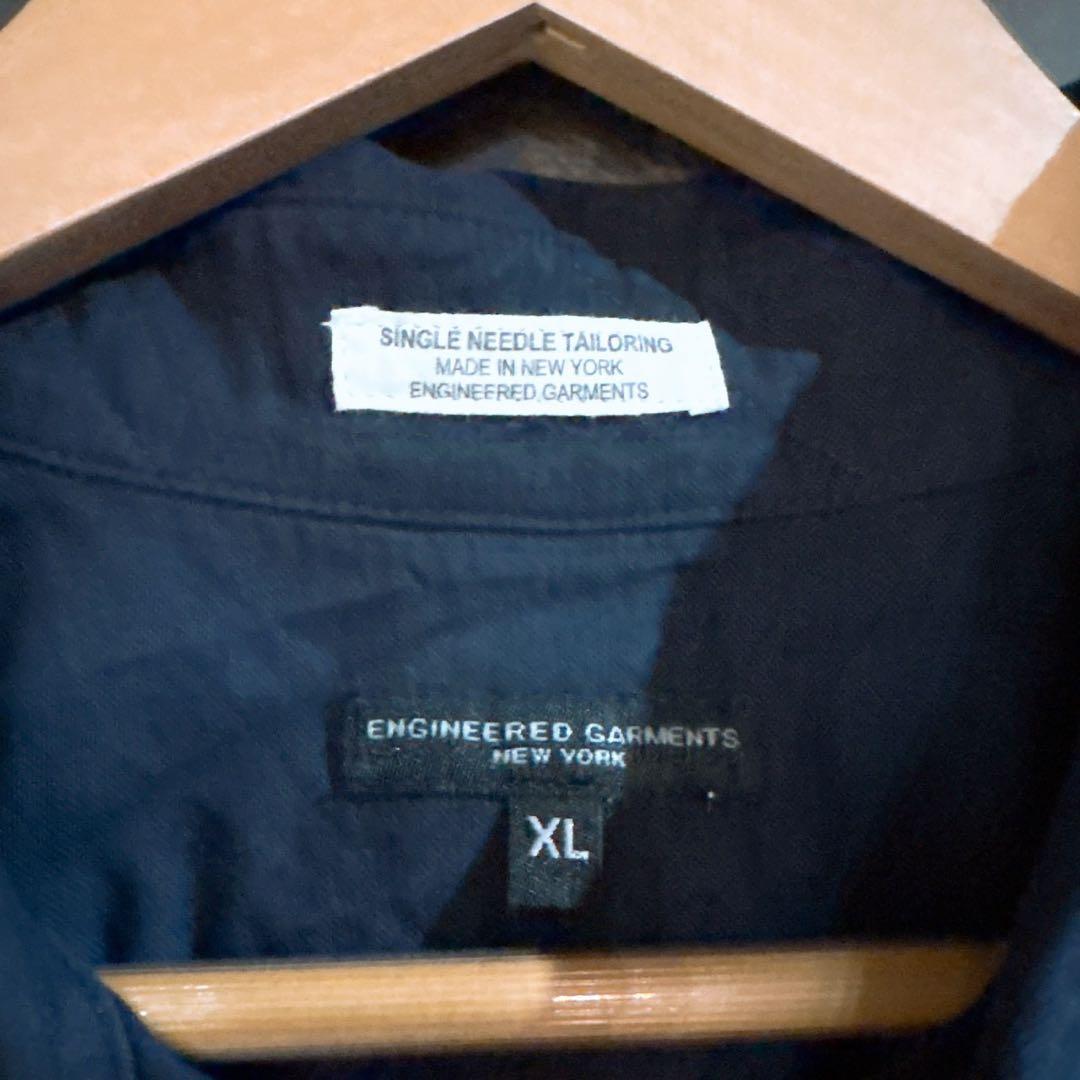 SINGLE NEEDLE TAILORING
MADE IN NEW YORK
ENGINEERED GARMENTS
ENGINEERED GARMENTS
NEW YORK
XL